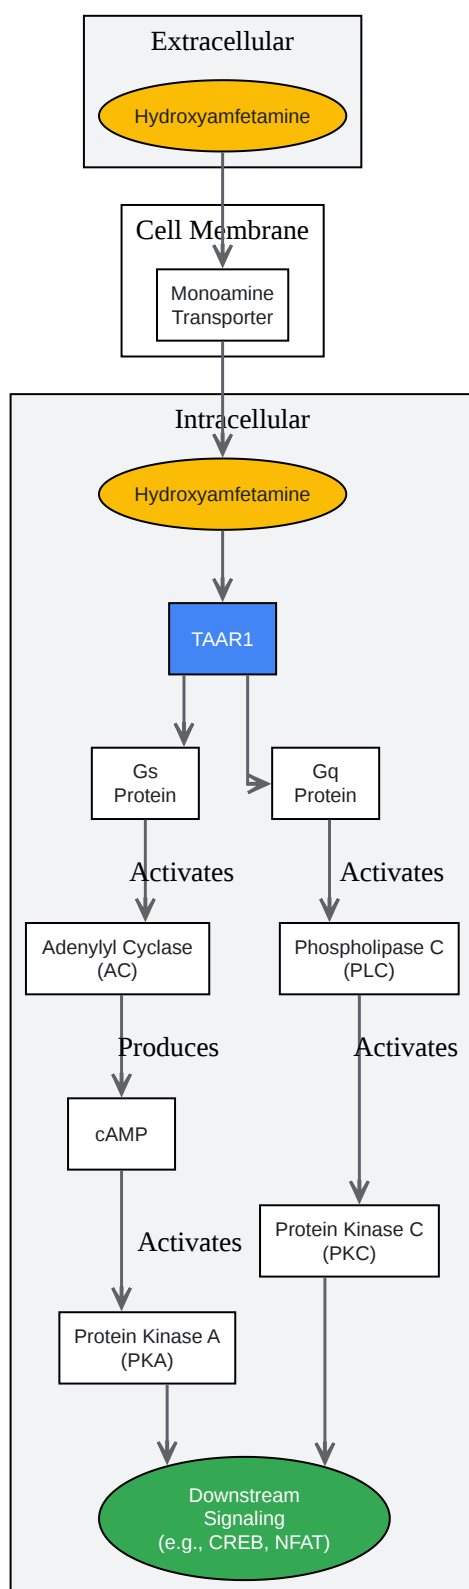 Extracellular
Hydroxyamfetamine
Cell Membrane
Monoamine
Transporter
Intracellular
Hydroxyamfetamine
TAAR1
Gs
Protein
Gq
Protein
Activates
Activates
Adenylyl Cyclase
(AC)
Phospholipase C
(PLC)
Produces
Activates
cAMP
Protein Kinase C
(PKC)
Activates
Protein Kinase A
(PKA)
Downstream
Signaling
(e.g., CREB, NFAT)